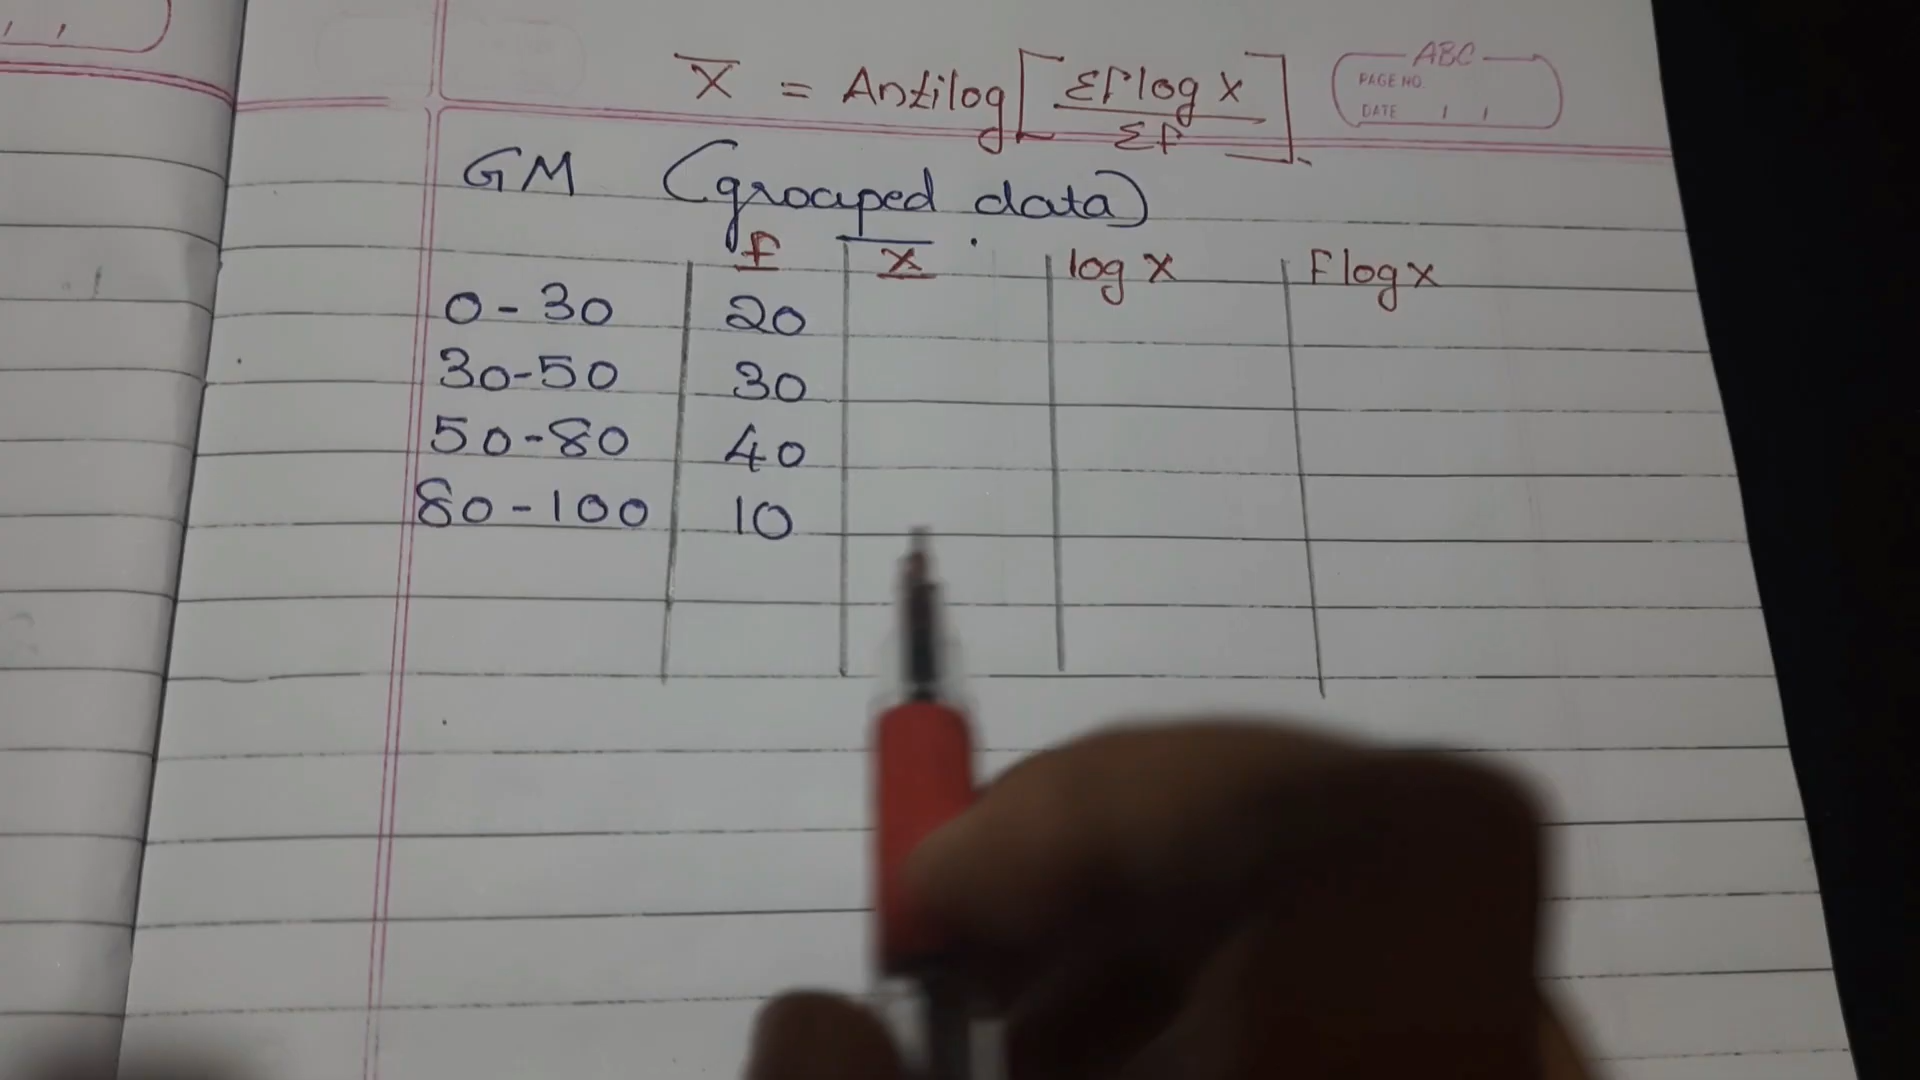 X̅ = Antilog [ Σf log x / Σf ]
ABC
PAGE NO.
DATE / /
GM (grouped data)
f x log x F log x
0 - 30 20
30 - 50 30
50 - 80 40
80 - 100 10